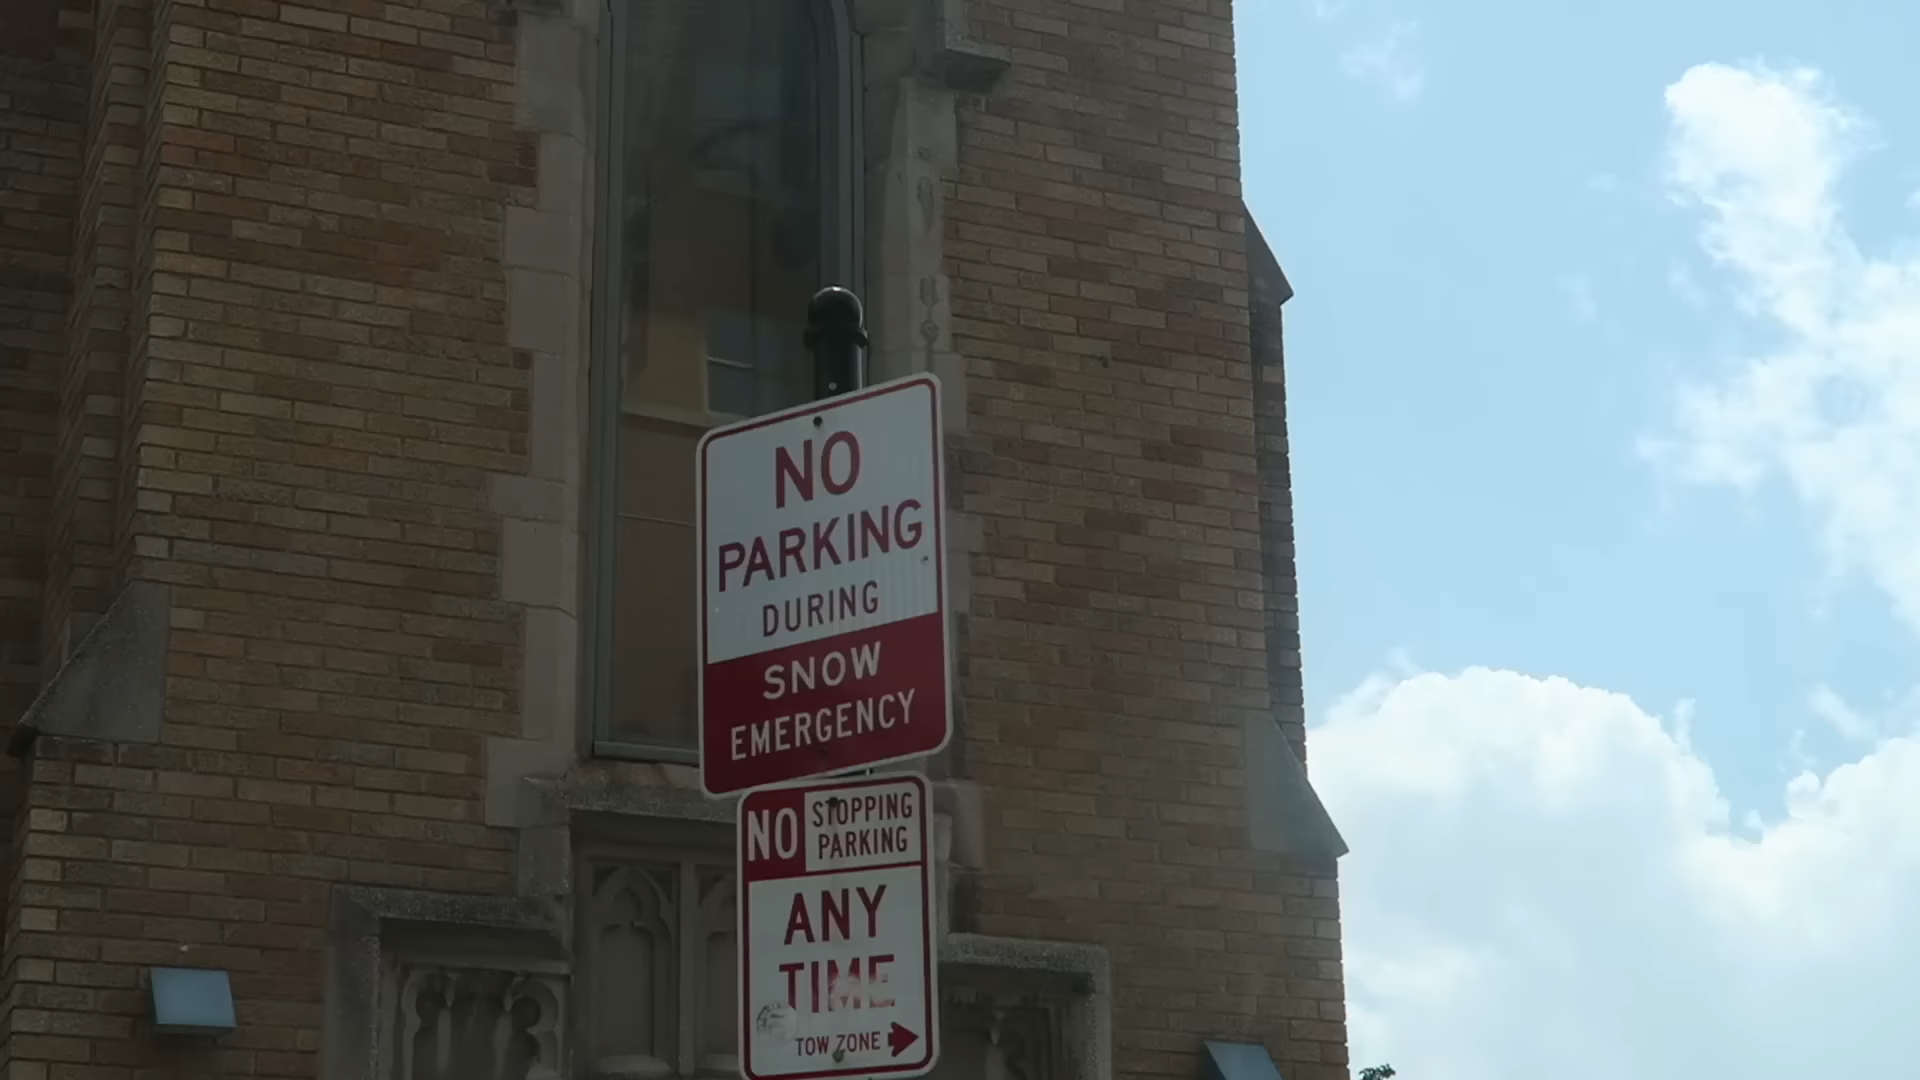 NO
PARKING
DURING
SNOW
EMERGENCY
NO STOPPING
PARKING
ANY
TIME
TOW ZONE